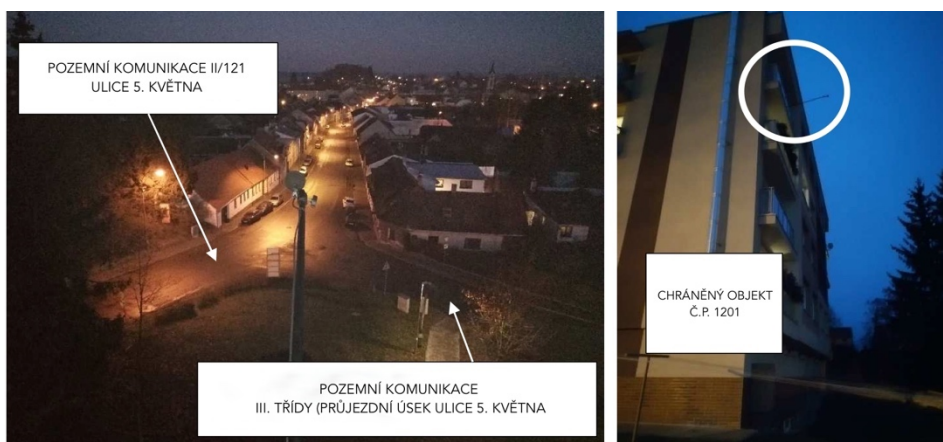 POZEMNÍ KOMUNIKACE II/121
ULICE 5. KVĚTNA
POZEMNÍ KOMUNIKACE
III. TŘÍDY (PRŮJEZDNÍ ÚSEK ULICE 5. KVĚTNA
CHRÁNĚNÝ OBJEKT
Č.P. 1201